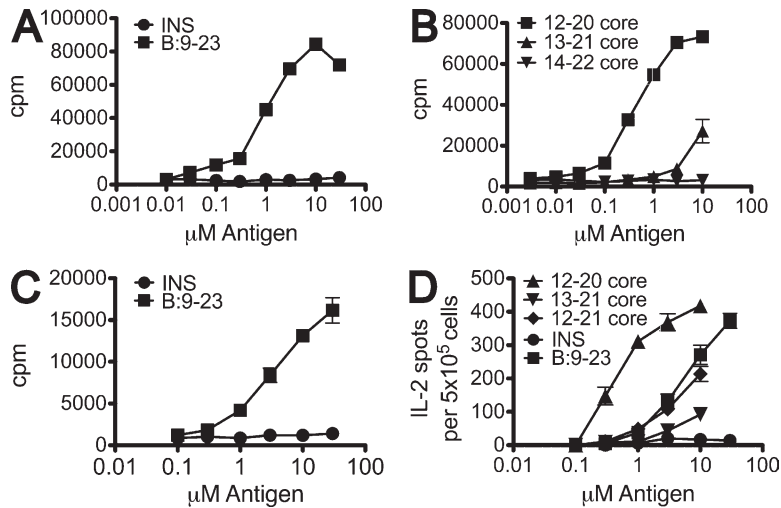 A
100000
80000
60000
40000
20000
0
cpm
INS
B:9-23
0.001 0.01 0.1 1 10 100
μM Antigen
B
80000
60000
40000
20000
0
cpm
12-20 core
13-21 core
14-22 core
0.001 0.01 0.1 1 10 100
μM Antigen
C
20000
15000
10000
5000
0
cpm
INS
B:9-23
0.01 0.1 1 10 100
μM Antigen
D
500
400
300
200
100
0
IL-2 spots
per 5x10⁵ cells
12-20 core
13-21 core
12-21 core
INS
B:9-23
0.01 0.1 1 10 100
μM Antigen